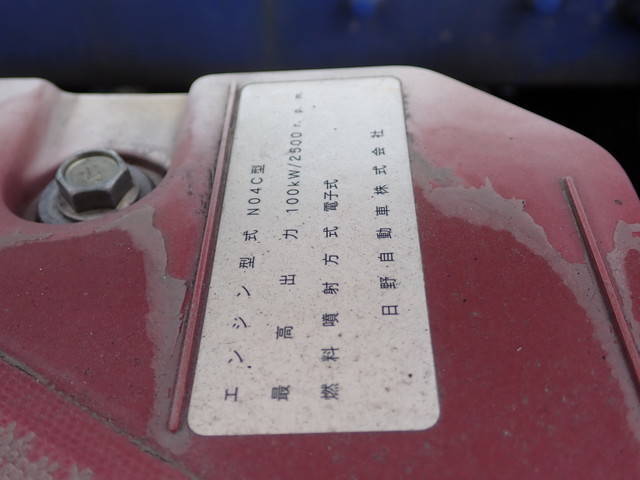 エンジン型式 N04C型
最高出力 100kW/2500r.p.m
燃料噴射方式 電子式
日野自動車株式会社